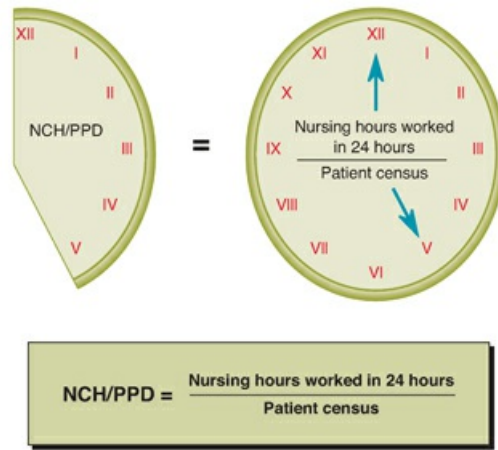 XII
I
II
III
IV
V
NCH/PPD
=
XII
I
II
III
IV
V
VI
VII
VIII
IX
X
XI
Nursing hours worked
in 24 hours
Patient census
NCH/PPD = Nursing hours worked in 24 hours
Patient census